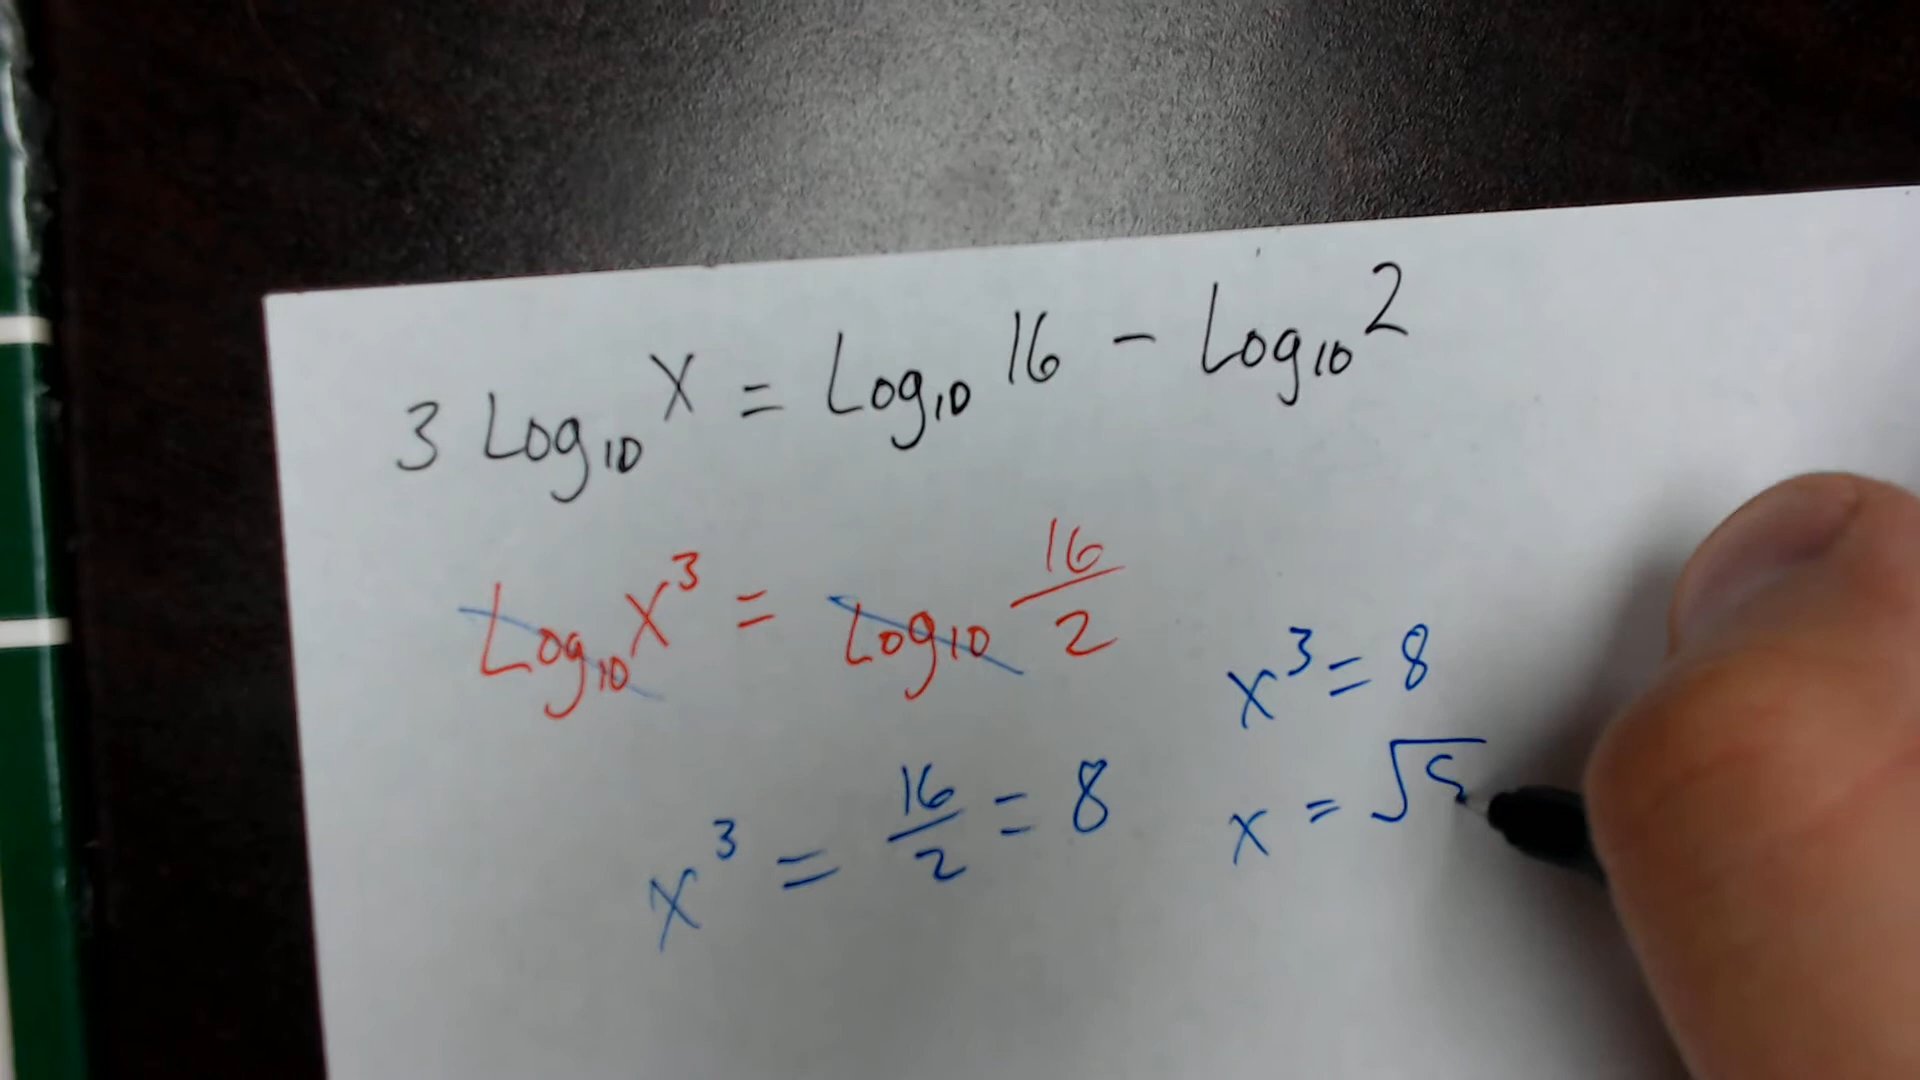 3 Log₁₀ x = Log₁₀ 16 - Log₁₀ 2
Log₁₀ x³ = Log₁₀ 16/2
x³ = 16/2 = 8
x³ = 8
x = √